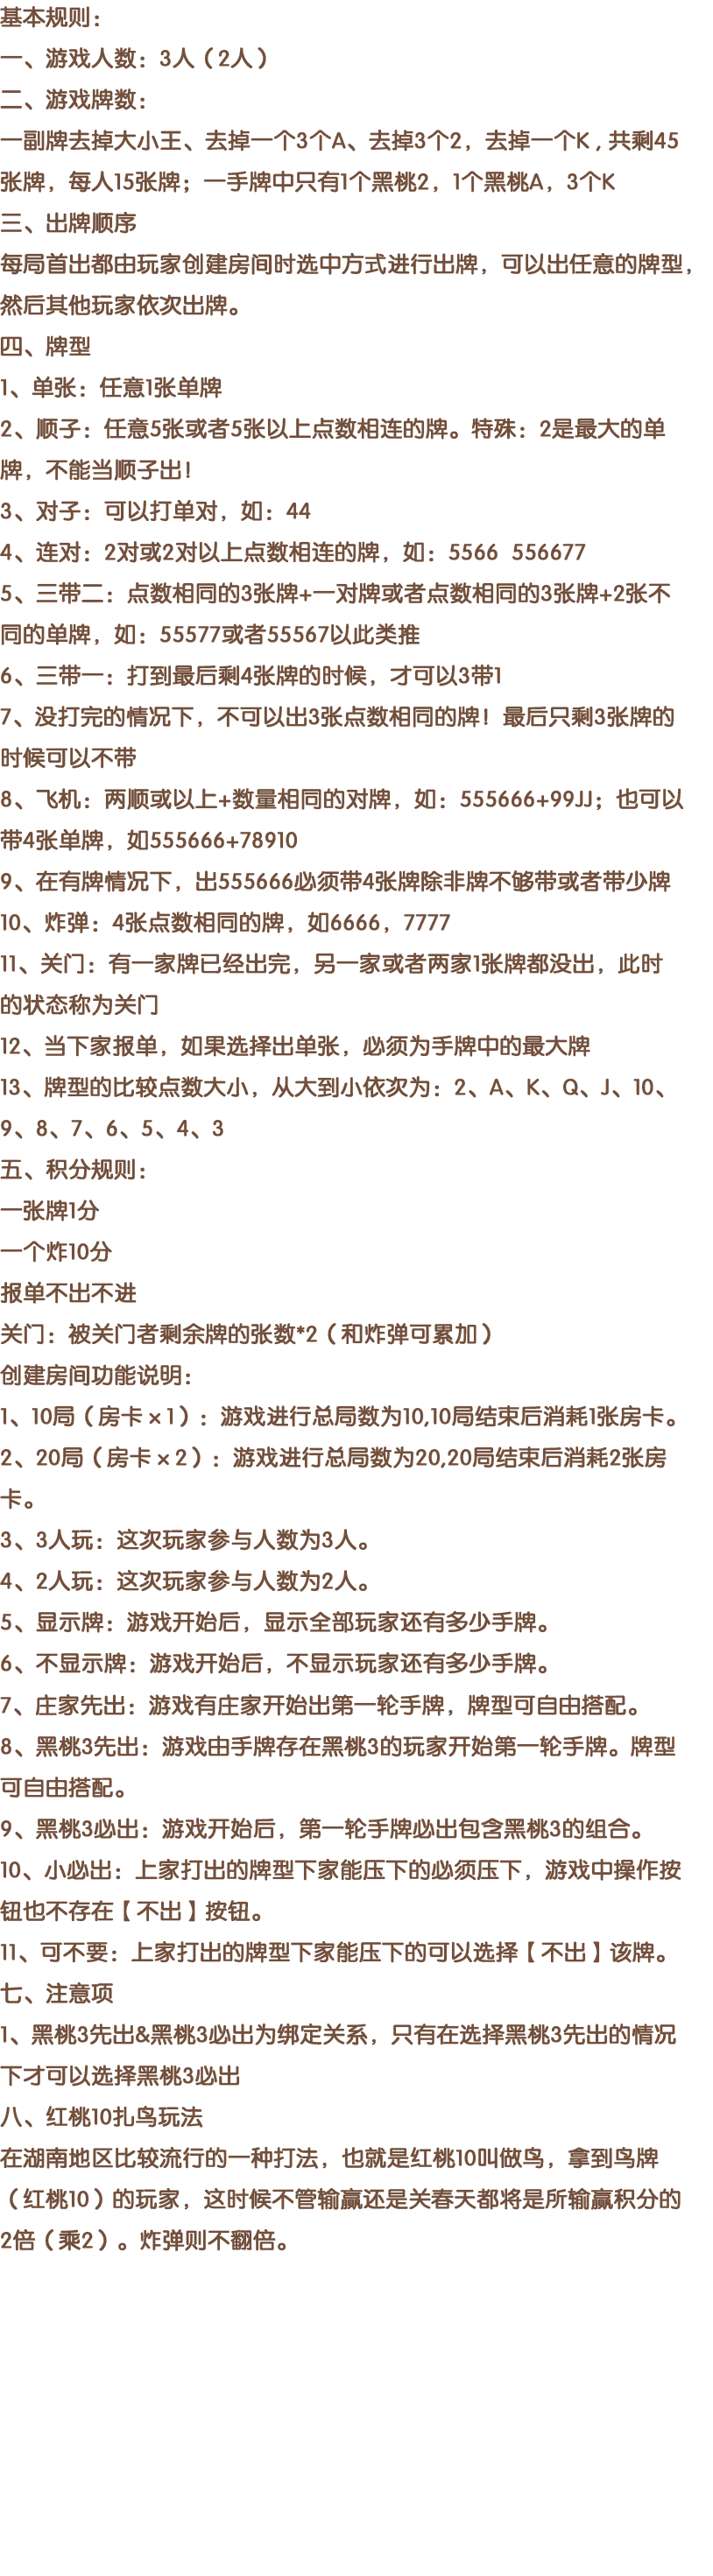 基本规则：
一、游戏人数：3人（2人）
二、游戏牌数：
一副牌去掉大小王、去掉一个3个A、去掉3个2，去掉一个K , 共剩45
张牌，每人15张牌；一手牌中只有1个黑桃2，1个黑桃A，3个K
三、出牌顺序
每局首出都由玩家创建房间时选中方式进行出牌，可以出任意的牌型，
然后其他玩家依次出牌。
四、牌型
1、单张：任意1张单牌
2、顺子：任意5张或者5张以上点数相连的牌。特殊：2是最大的单
牌，不能当顺子出！
3、对子：可以打单对，如：44
4、连对：2对或2对以上点数相连的牌，如：5566  556677
5、三带二：点数相同的3张牌+一对牌或者点数相同的3张牌+2张不
同的单牌，如：55577或者55567以此类推
6、三带一：打到最后剩4张牌的时候，才可以3带1
7、没打完的情况下，不可以出3张点数相同的牌！最后只剩3张牌的
时候可以不带
8、飞机：两顺或以上+数量相同的对牌，如：555666+99JJ；也可以
带4张单牌，如555666+78910
9、在有牌情况下，出555666必须带4张牌除非牌不够带或者带少牌
10、炸弹：4张点数相同的牌，如6666，7777
11、关门：有一家牌已经出完，另一家或者两家1张牌都没出，此时
的状态称为关门
12、当下家报单，如果选择出单张，必须为手牌中的最大牌
13、牌型的比较点数大小，从大到小依次为：2、A、K、Q、J、10、
9、8、7、6、5、4、3
五、积分规则：
一张牌1分
一个炸10分
报单不出不进
关门：被关门者剩余牌的张数*2（和炸弹可累加）
创建房间功能说明：
1、10局（房卡×1）：游戏进行总局数为10,10局结束后消耗1张房卡。
2、20局（房卡×2）：游戏进行总局数为20,20局结束后消耗2张房
卡。
3、3人玩：这次玩家参与人数为3人。
4、2人玩：这次玩家参与人数为2人。
5、显示牌：游戏开始后，显示全部玩家还有多少手牌。
6、不显示牌：游戏开始后，不显示玩家还有多少手牌。
7、庄家先出：游戏有庄家开始出第一轮手牌，牌型可自由搭配。
8、黑桃3先出：游戏由手牌存在黑桃3的玩家开始第一轮手牌。牌型
可自由搭配。
9、黑桃3必出：游戏开始后，第一轮手牌必出包含黑桃3的组合。
10、小必出：上家打出的牌型下家能压下的必须压下，游戏中操作按
钮也不存在【不出】按钮。
11、可不要：上家打出的牌型下家能压下的可以选择【不出】该牌。
七、注意项
1、黑桃3先出&黑桃3必出为绑定关系，只有在选择黑桃3先出的情况
下才可以选择黑桃3必出
八、红桃10扎鸟玩法
在湖南地区比较流行的一种打法，也就是红桃10叫做鸟，拿到鸟牌
（红桃10）的玩家，这时候不管输赢还是关春天都将是所输赢积分的
2倍（乘2）。炸弹则不翻倍。